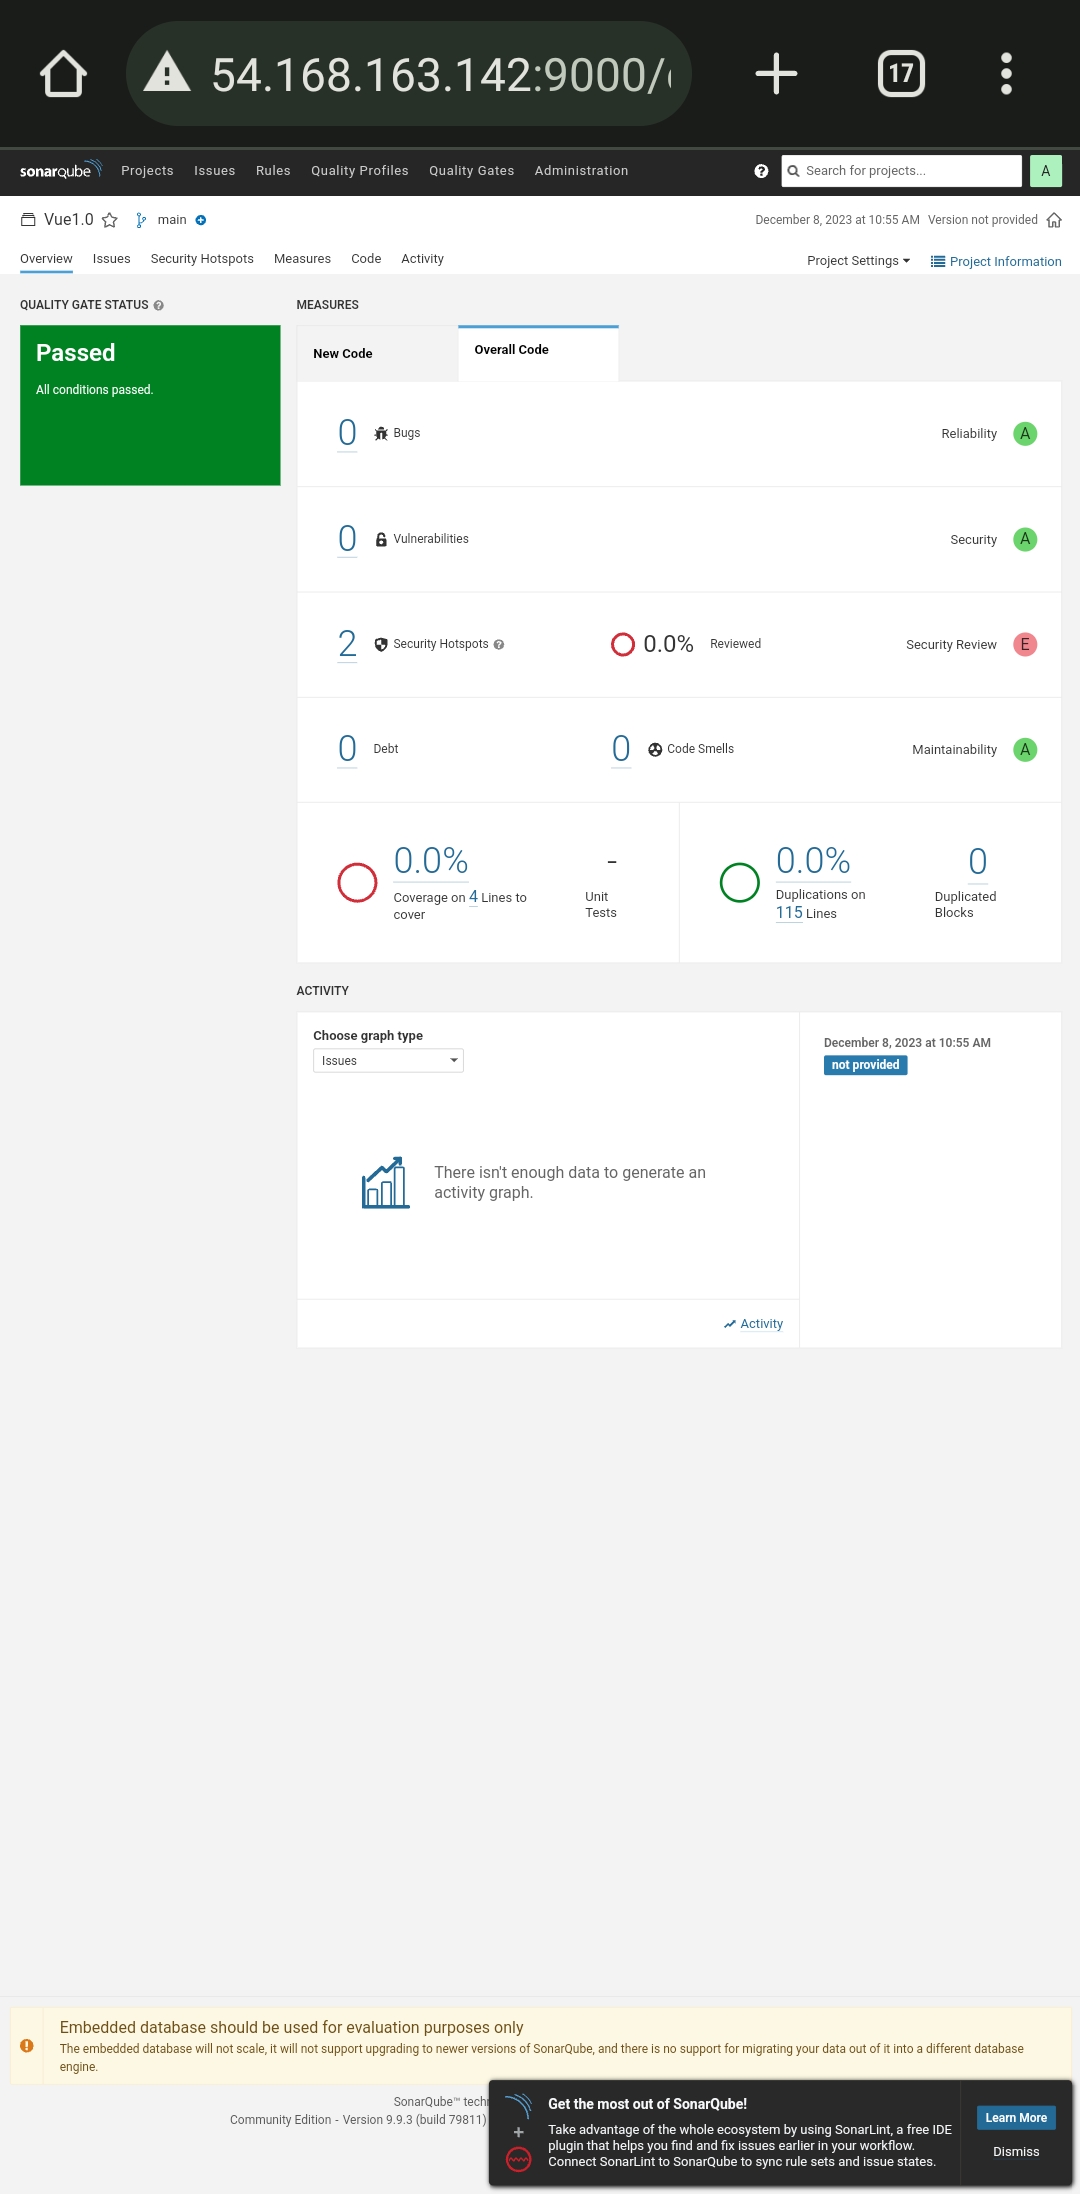 54.168.163.142:9000/
17
sonarqube Projects Issues Rules Quality Profiles Quality Gates Administration Search for projects... A
Vue1.0 main December 8, 2023 at 10:55 AM Version not provided
Overview Issues Security Hotspots Measures Code Activity Project Settings Project Information
QUALITY GATE STATUS
Passed
All conditions passed.
MEASURES
New Code
Overall Code
0 Bugs Reliability A
0 Vulnerabilities Security A
2 Security Hotspots 0.0% Reviewed Security Review E
0 Debt 0 Code Smells Maintainability A
0.0%
Coverage on 4 Lines to
cover
-
Unit
Tests
0.0%
Duplications on
115 Lines
0
Duplicated
Blocks
ACTIVITY
Choose graph type
Issues
There isn't enough data to generate an
activity graph.
Activity
December 8, 2023 at 10:55 AM
not provided
Embedded database should be used for evaluation purposes only
The embedded database will not scale, it will not support upgrading to newer versions of SonarQube, and there is no support for migrating your data out of it into a different database
engine.
SonarQube™ techn
Community Edition - Version 9.9.3 (build 79811)
Get the most out of SonarQube!
Take advantage of the whole ecosystem by using SonarLint, a free IDE
plugin that helps you find and fix issues earlier in your workflow.
Connect SonarLint to SonarQube to sync rule sets and issue states.
+
Learn More
Dismiss